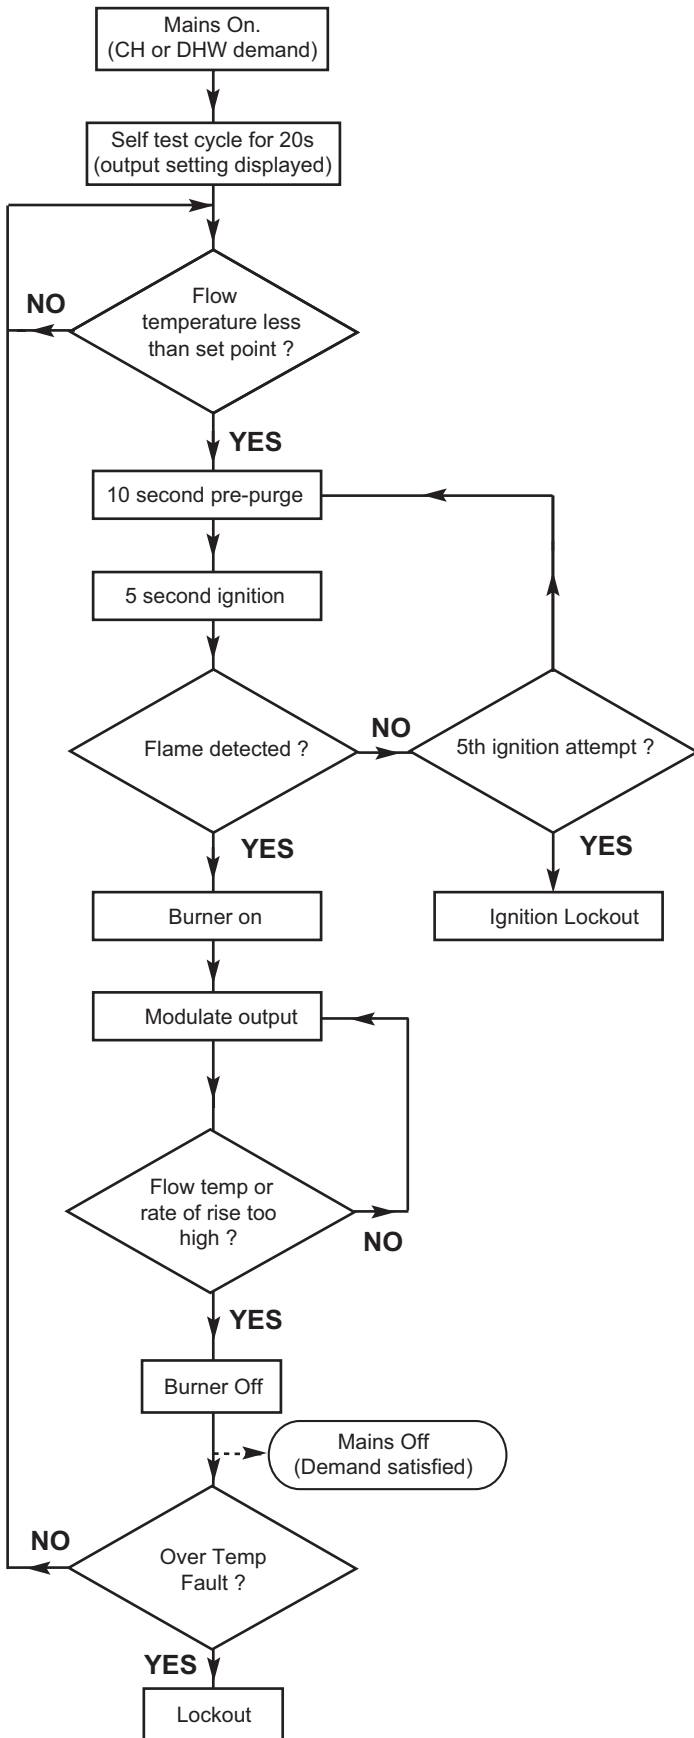 Mains On.
(CH or DHW demand)
Self test cycle for 20s
(output setting displayed)
NO
Flow
temperature less
than set point ?
YES
10 second pre-purge
5 second ignition
Flame detected ?
NO
5th ignition attempt ?
YES
YES
Burner on
Ignition Lockout
Modulate output
Flow temp or
rate of rise too
high ?
NO
YES
Burner Off
Mains Off
(Demand satisfied)
NO
Over Temp
Fault ?
YES
Lockout